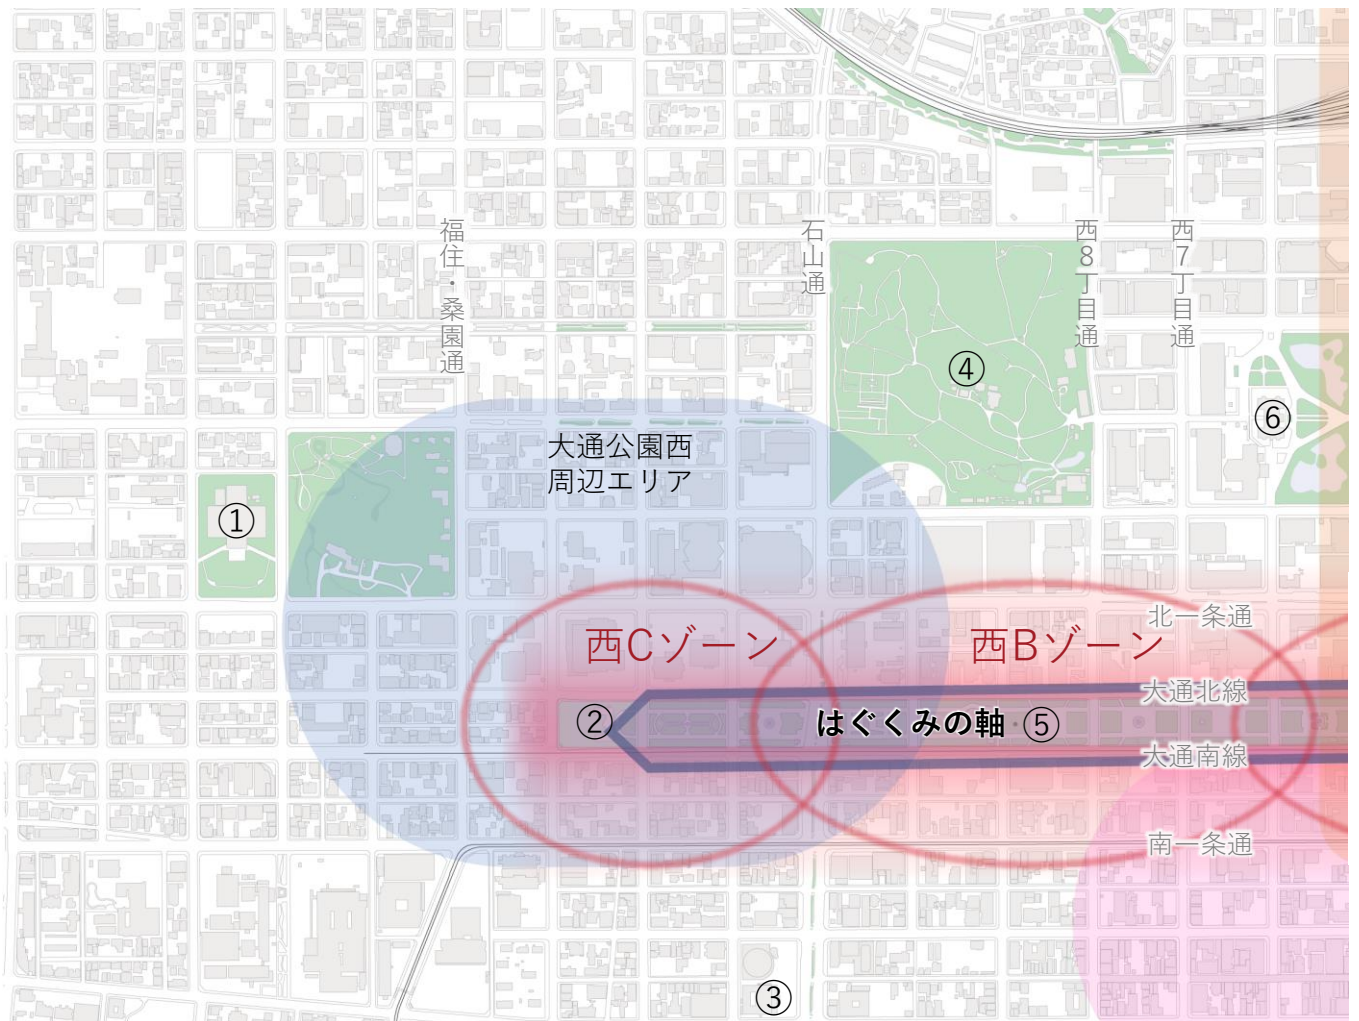 福住・桑園通
石山通
西8丁目通
西7丁目通
④
⑥
大通公園西
周辺エリア
①
北一条通
西Cゾーン
西Bゾーン
大通北線
②
はぐくみの軸
⑤
大通南線
南一条通
③